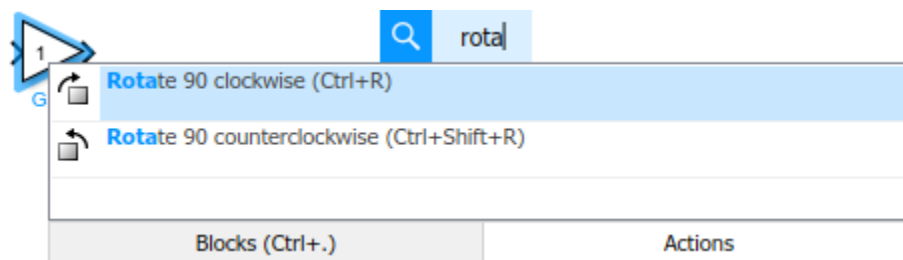 rota
1
G
Rotate 90 clockwise (Ctrl+R)
Rotate 90 counterclockwise (Ctrl+Shift+R)
Blocks (Ctrl+.)
Actions